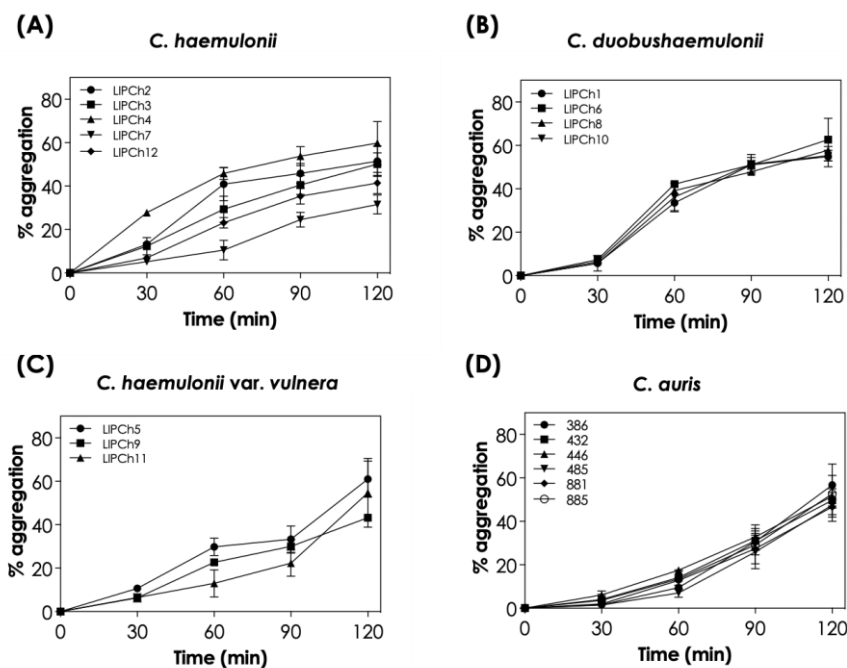 (A)
C. haemulonii
LIPCh2
LIPCh3
LIPCh4
LIPCh7
LIPCh12
% aggregation
80
60
40
20
0
0 30 60 90 120
Time (min)
(B)
C. duobushaemulonii
LIPCh1
LIPCh6
LIPCh8
LIPCh10
% aggregation
80
60
40
20
0
0 30 60 90 120
Time (min)
(C)
C. haemulonii var. vulnera
LIPCh5
LIPCh9
LIPCh11
% aggregation
80
60
40
20
0
0 30 60 90 120
Time (min)
(D)
C. auris
386
432
446
485
881
885
% aggregation
80
60
40
20
0
0 30 60 90 120
Time (min)